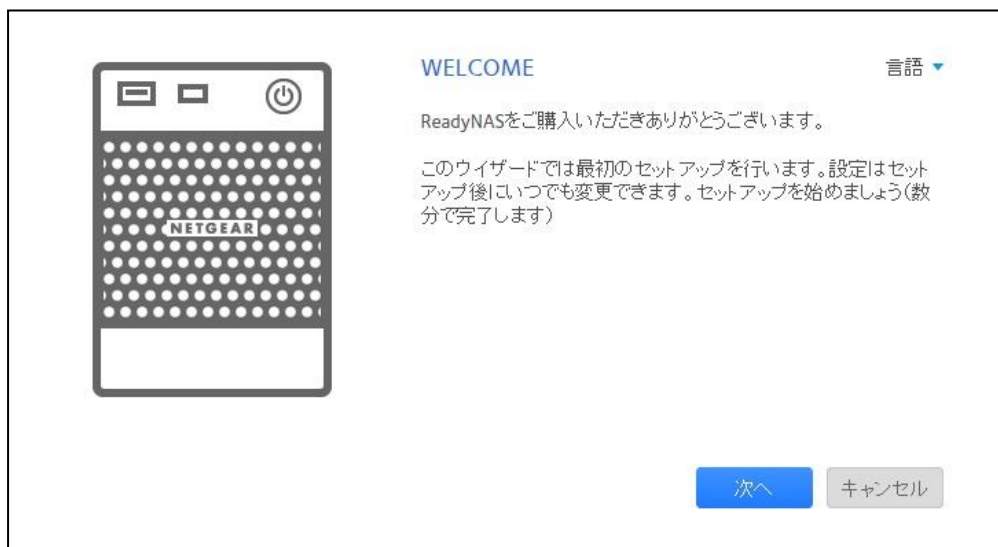 WELCOME
言語
ReadyNASをご購入いただきありがとうございます。
このウイザードでは最初のセットアップを行います。設定はセット
アップ後にいつでも変更できます。セットアップを始めましょう(数
分で完了します)
NETGEAR
次へ
キャンセル